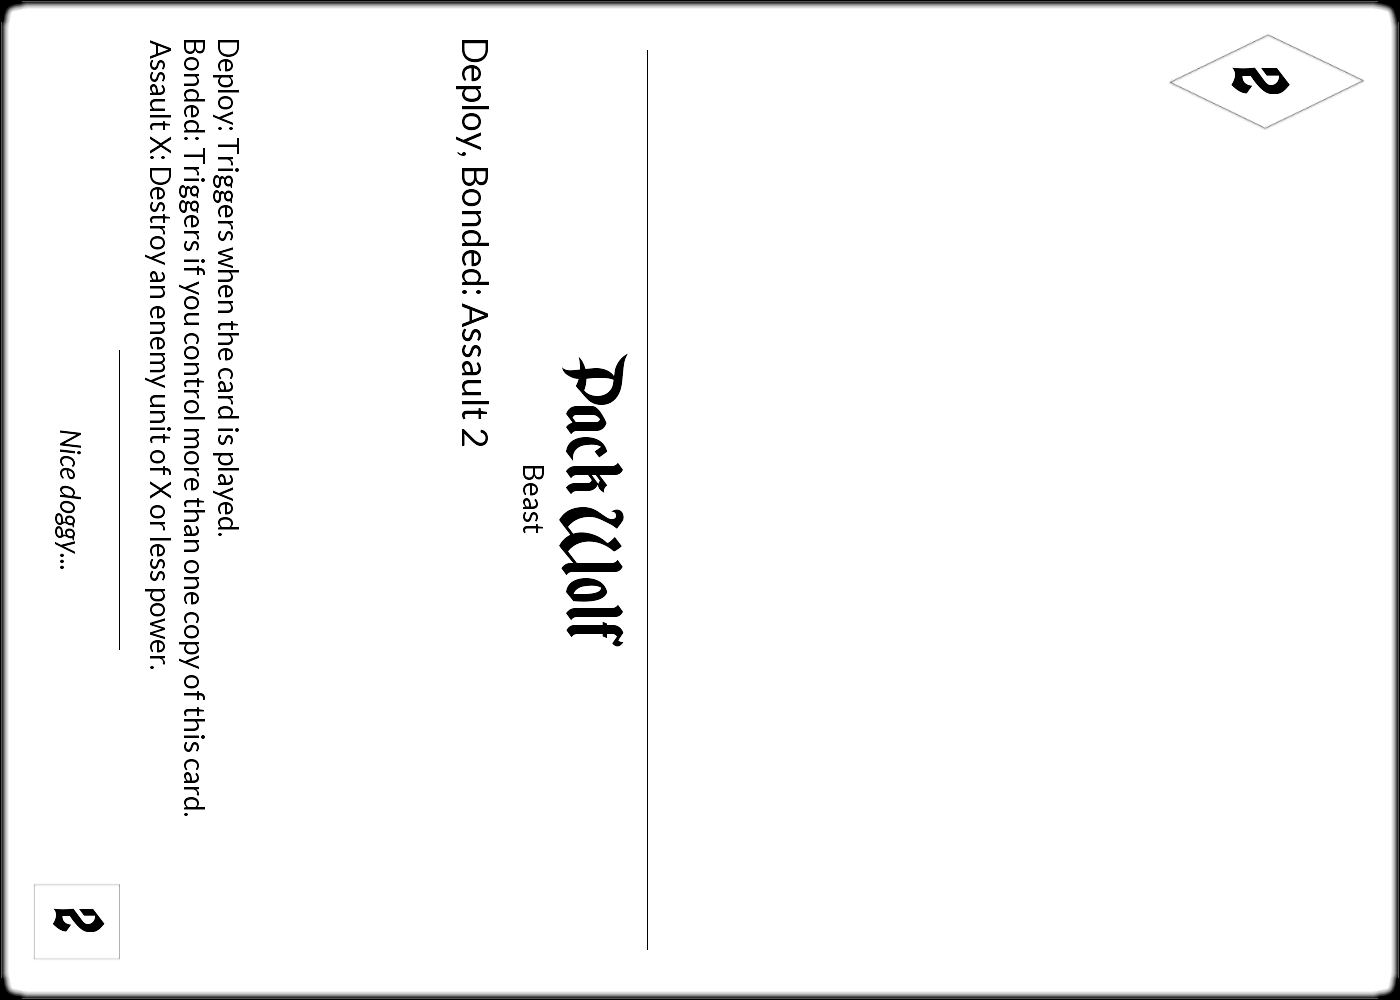 2
Pack Wolf
Beast
Deploy, Bonded: Assault 2
Deploy: Triggers when the card is played.
Bonded: Triggers if you control more than one copy of this card.
Assault X: Destroy an enemy unit of X or less power.
Nice doggy...
2